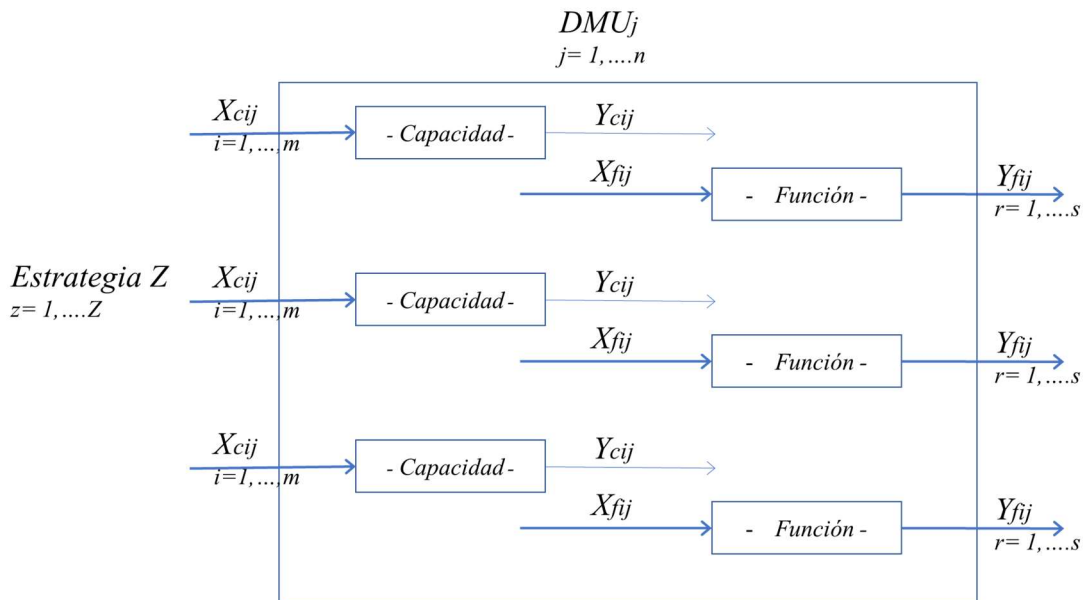 DMUj
j= 1,....n
Xcij
i=1,...,m
- Capacidad -
Ycij
Xfij
- Función -
Yfij
r= 1,....s
Estrategia Z
z= 1,....Z
Xcij
i=1,...,m
- Capacidad -
Ycij
Xfij
- Función -
Yfij
r= 1,....s
Xcij
i=1,...,m
- Capacidad -
Ycij
Xfij
- Función -
Yfij
r= 1,....s